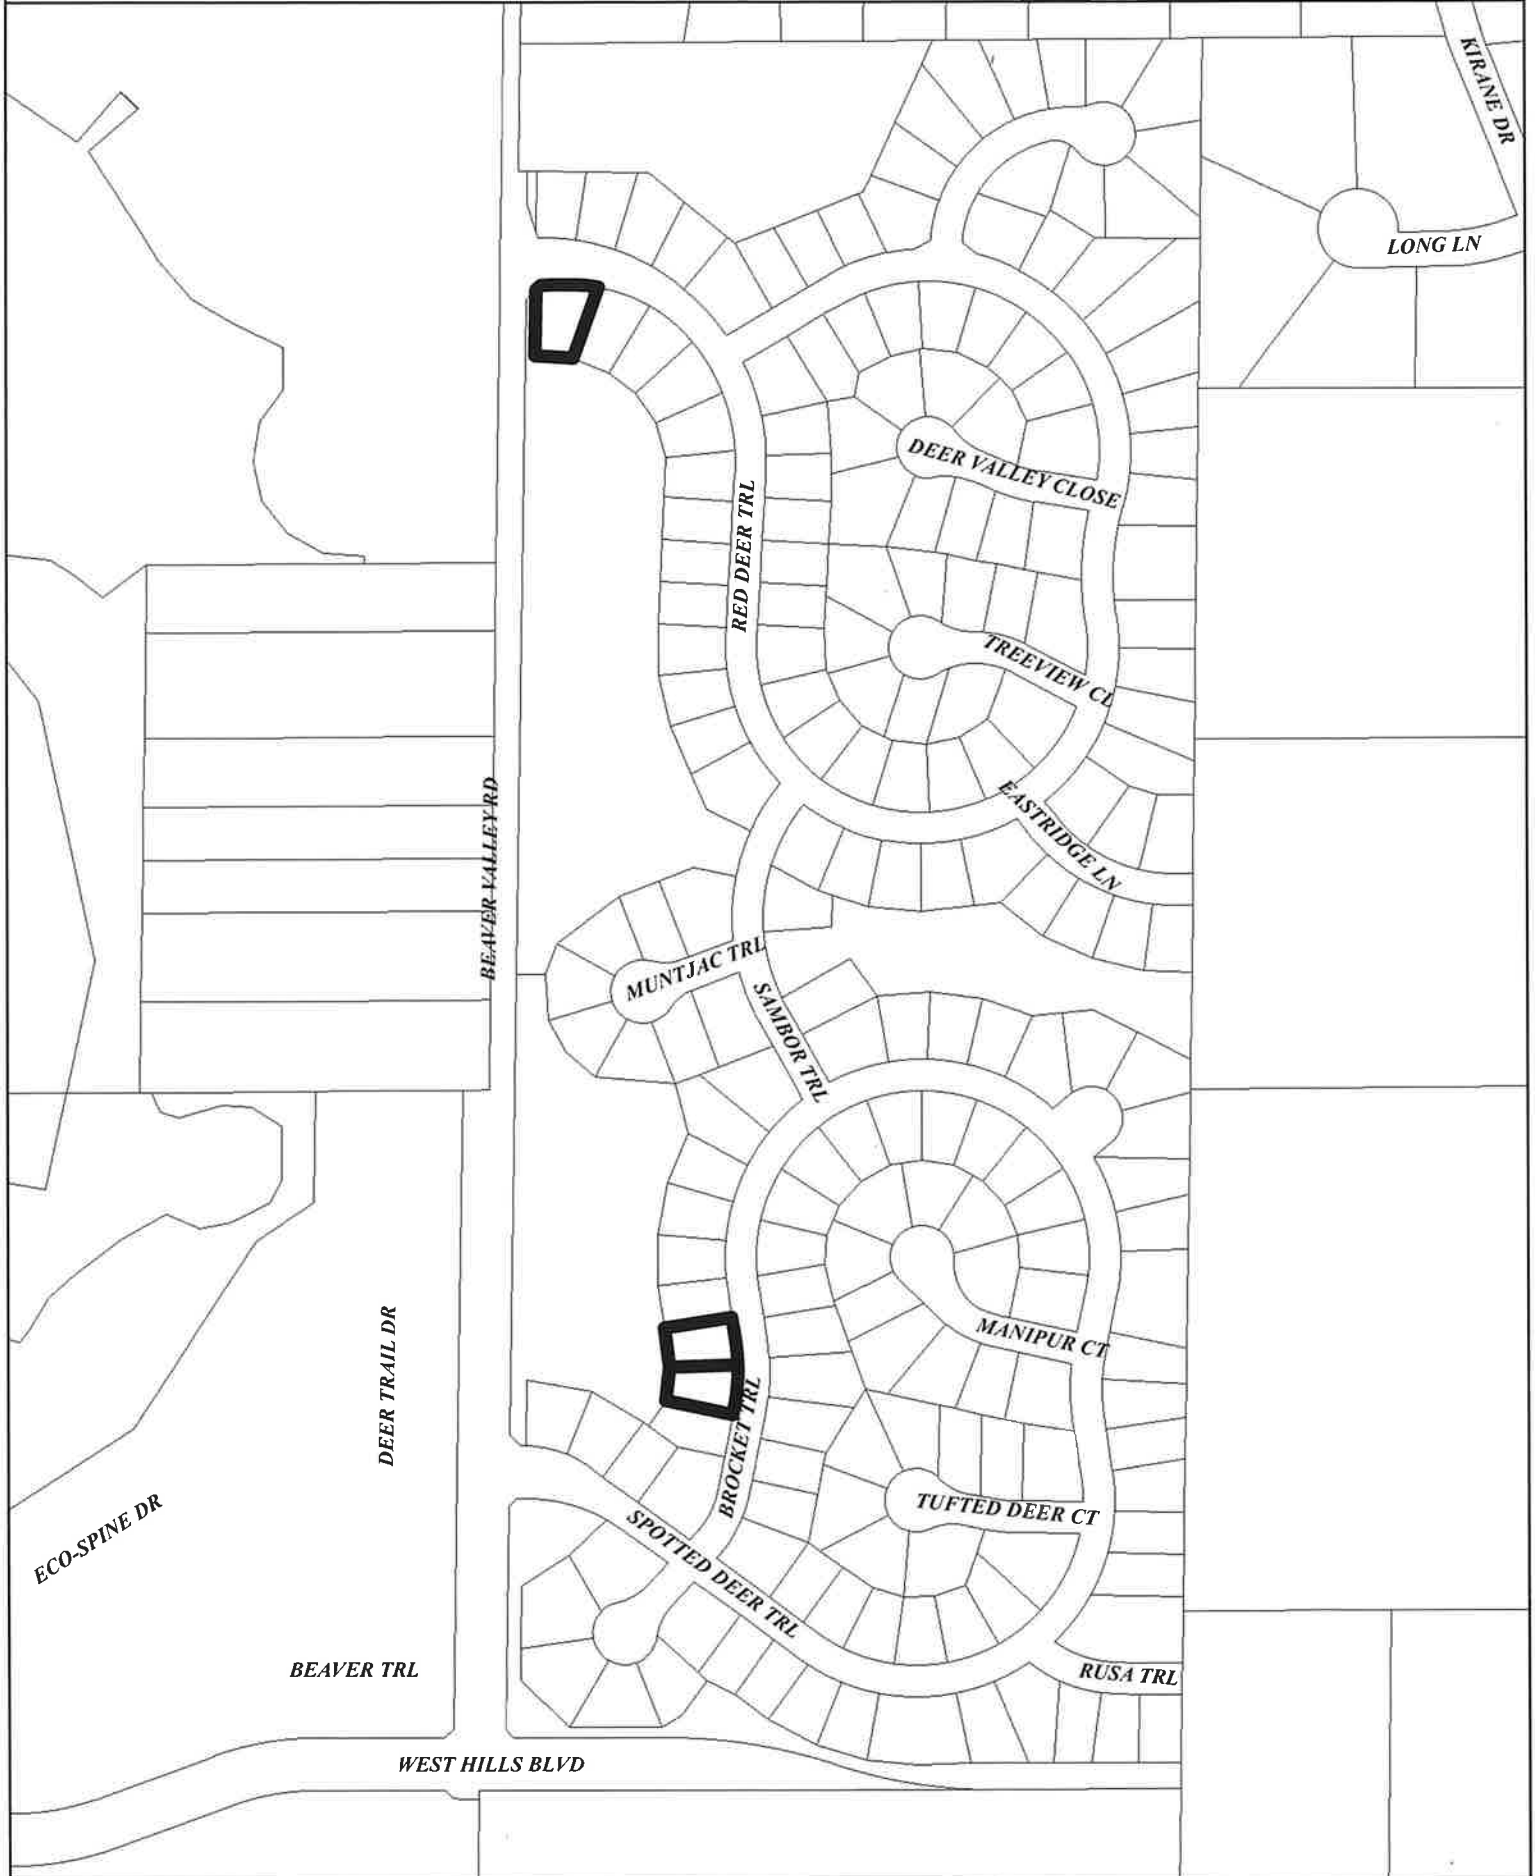 KIRANE DR
LONG LN
DEER VALLEY CLOSE
RED DEER TRL
TREEVIEW CL
EASTRIDGE LN
BEAVER VALLEY RD
MUNTJAC TRL
SAMBOR TRL
MANIPUR CT
DEER TRAIL DR
BROCKET TRL
TUFTED DEER CT
ECO-SPINE DR
SPOTTED DEER TRL
BEAVER TRL
RUSA TRL
WEST HILLS BLVD